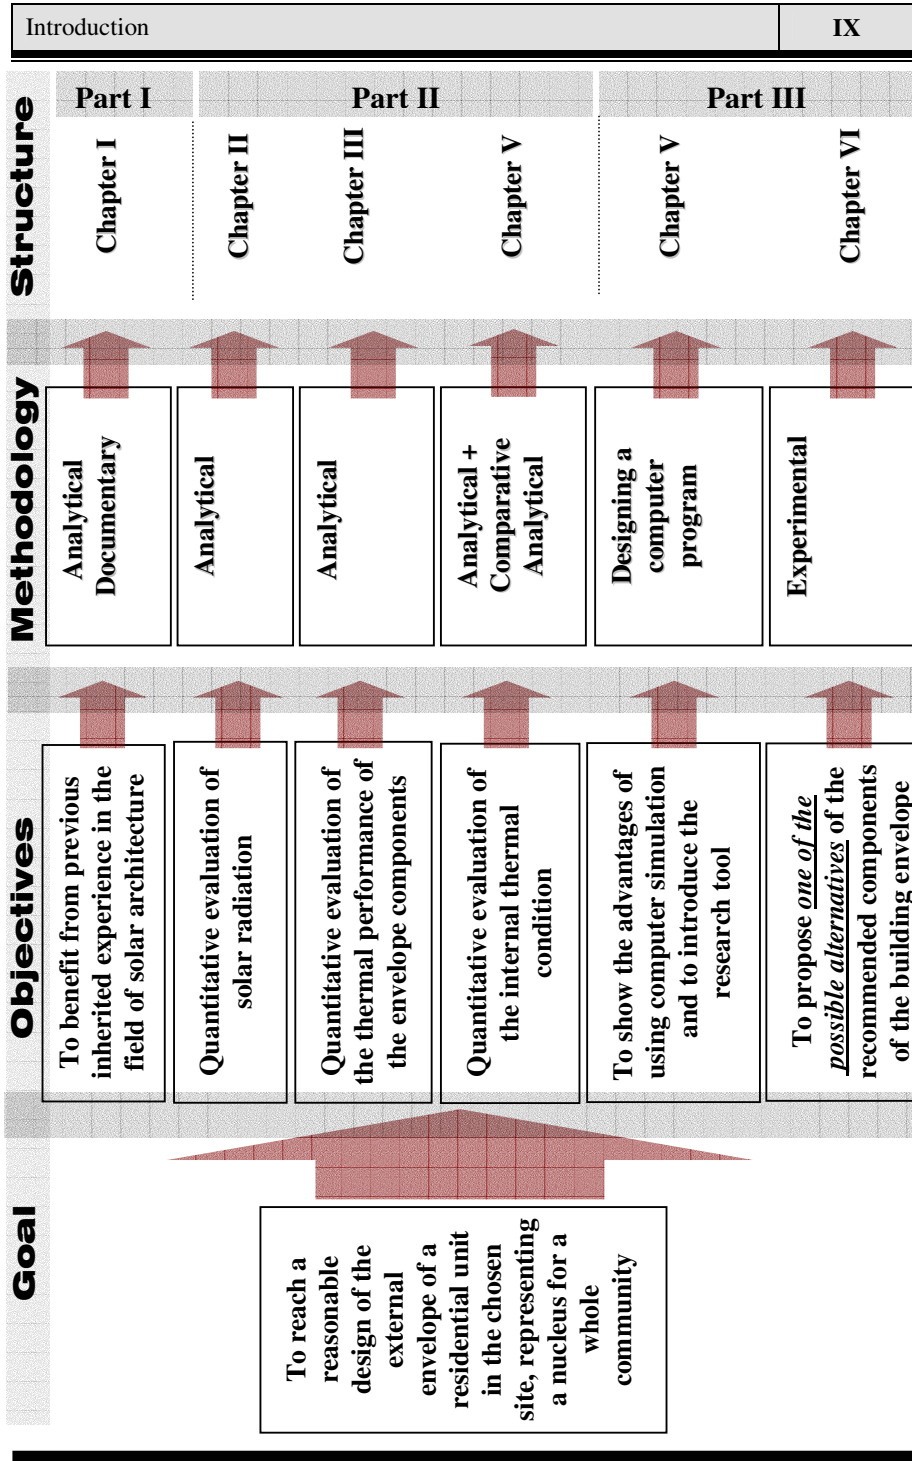 Introduction
IX
Structure
Part I
Part II
Part III
Chapter I
Chapter II
Chapter III
Chapter V
Chapter V
Chapter VI
Methodology
Analytical
Documentary
Analytical
Analytical
Analytical +
Comparative
Analytical
Designing a
computer
program
Experimental
Objectives
To benefit from previous
inherited experience in the
field of solar architecture
Quantitative evaluation of
solar radiation
Quantitative evaluation of
the thermal performance of
the envelope components
Quantitative evaluation of
the internal thermal
condition
To show the advantages of
using computer simulation
and to introduce the
research tool
To propose one of the
possible alternatives of the
recommended components
of the building envelope
Goal
To reach a
reasonable
design of the
external
envelope of a
residential unit
in the chosen
site, representing
a nucleus for a
whole
community